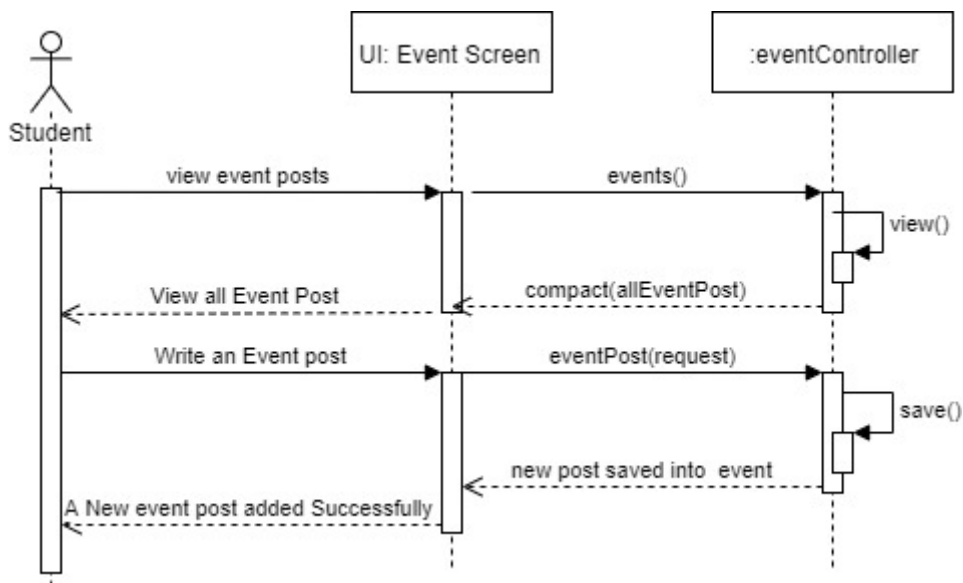 UI: Event Screen
:eventController
Student
view event posts
events()
view()
compact(allEventPost)
View all Event Post
Write an Event post
eventPost(request)
save()
new post saved into  event
A New event post added Successfully